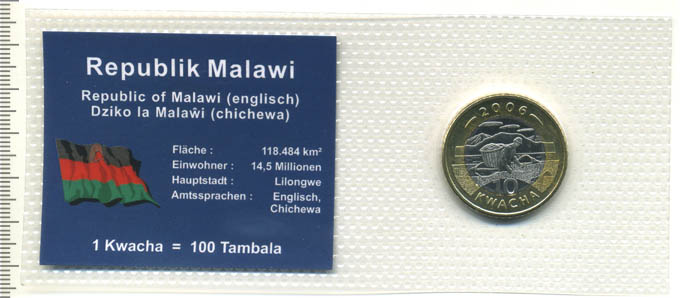 Republik Malawi
Republic of Malawi (englisch)
Dziko la Malaŵi (chichewa)
Fläche : 118.484 km²
Einwohner : 14,5 Millionen
Hauptstadt : Lilongwe
Amtssprachen : Englisch,
Chichewa
1 Kwacha = 100 Tambala
2006
10
KWACHA